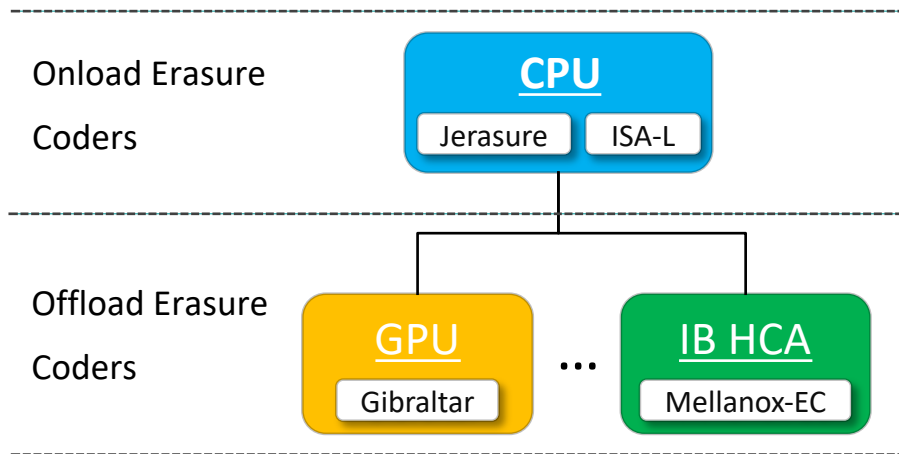 Onload Erasure
Coders
CPU
Jerasure
ISA-L
Offload Erasure
Coders
GPU
Gibraltar
...
IB HCA
Mellanox-EC